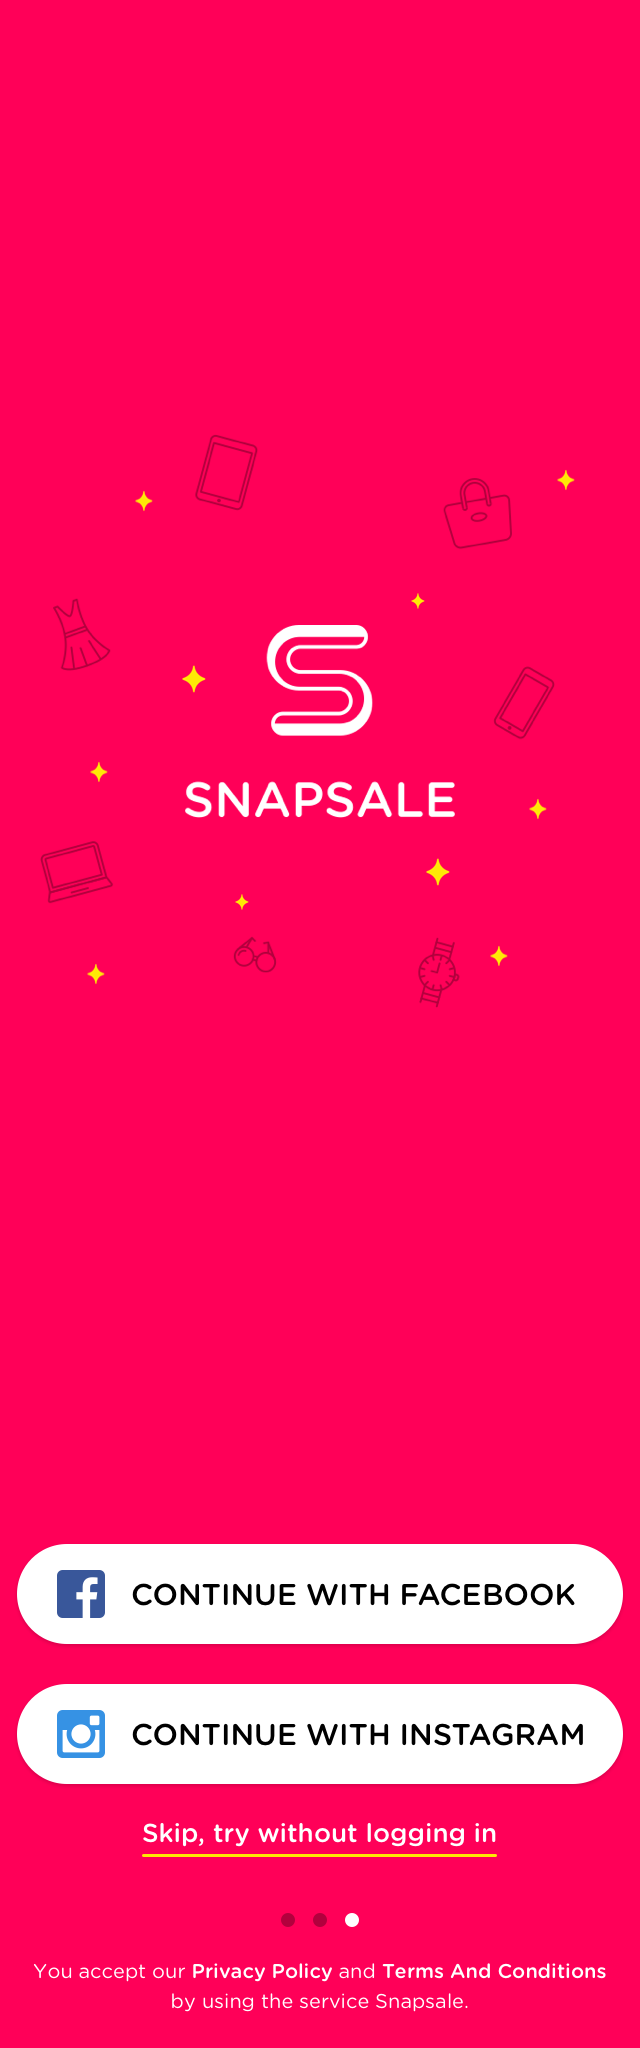 SNAPSALE
CONTINUE WITH FACEBOOK
CONTINUE WITH INSTAGRAM
Skip, try without logging in
You accept our Privacy Policy and Terms And Conditions
by using the service Snapsale.